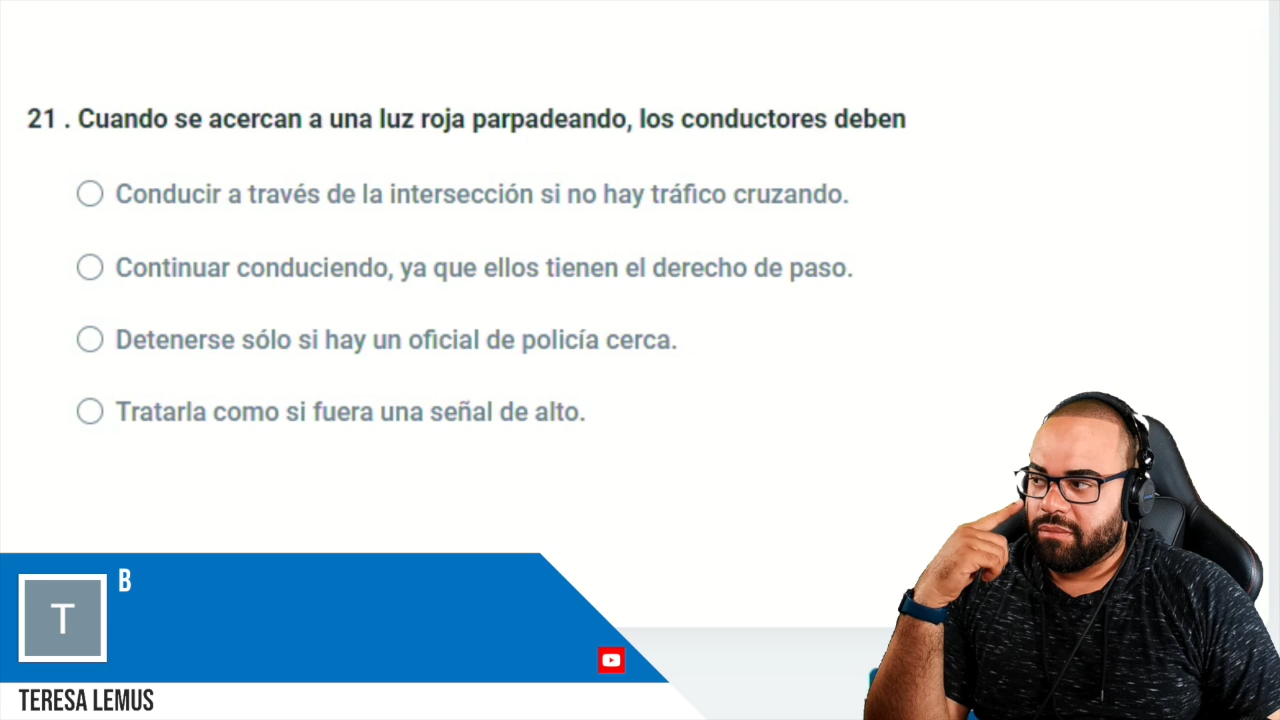 21 . Cuando se acercan a una luz roja parpadeando, los conductores deben
Conducir a través de la intersección si no hay tráfico cruzando.
Continuar conduciendo, ya que ellos tienen el derecho de paso.
Detenerse sólo si hay un oficial de policía cerca.
Tratarla como si fuera una señal de alto.
B
T
TERESA LEMUS